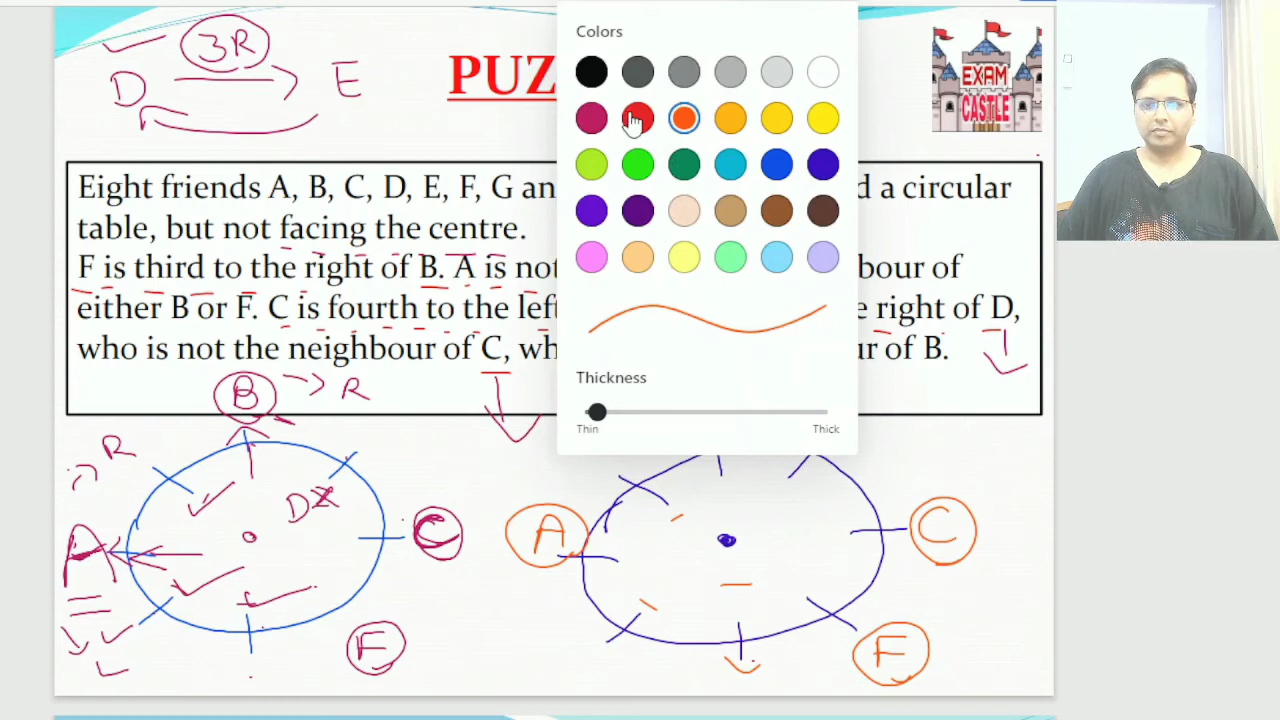 3R
D E
PUZ
EXAM
CASTLE
Colors
Eight friends A, B, C, D, E, F, G an d a circular
table, but not facing the centre.
F is third to the right of B. A is not bour of
either B or F. C is fourth to the left e right of D,
who is not the neighbour of C, wh ur of B.
Thickness
Thin Thick
B R
R
D
A C
F
A C
F